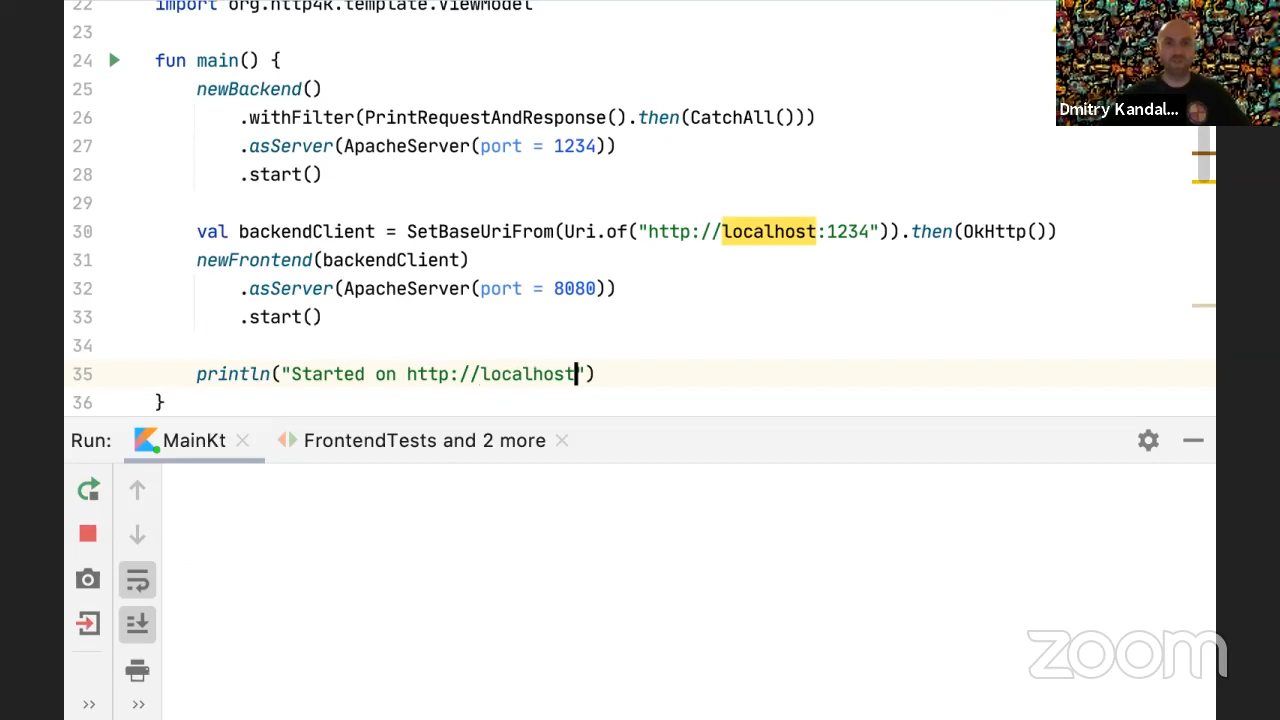 22 import org.http4k.template.ViewModel
23
24 fun main() {
25 newBackend()
26 .withFilter(PrintRequestAndResponse().then(CatchAll()))
27 .asServer(ApacheServer(port = 1234))
28 .start()
29
30 val backendClient = SetBaseUriFrom(Uri.of("http://localhost:1234")).then(OkHttp())
31 newFrontend(backendClient)
32 .asServer(ApacheServer(port = 8080))
33 .start()
34
35 println("Started on http://localhost")
36 }
Dmitry Kandal...
Run: MainKt FrontendTests and 2 more
zoom